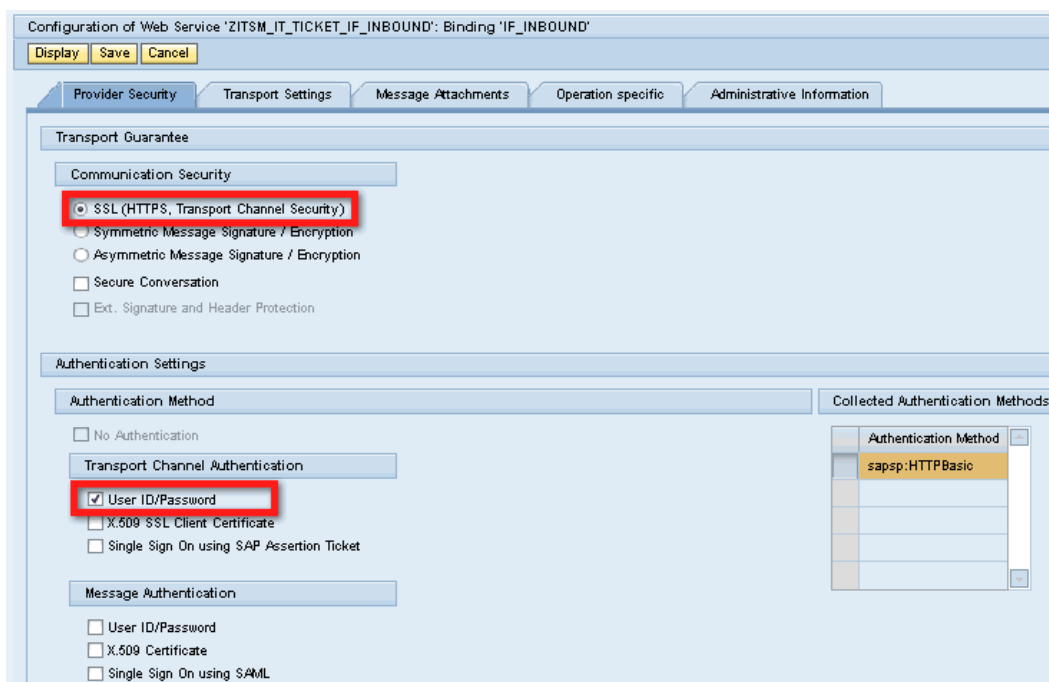 Configuration of Web Service 'ZITSM_IT_TICKET_IF_INBOUND': Binding 'IF_INBOUND'
Display Save Cancel
Provider Security Transport Settings Message Attachments Operation specific Administrative Information
Transport Guarantee
Communication Security
SSL (HTTPS, Transport Channel Security)
Symmetric Message Signature / Encryption
Asymmetric Message Signature / Encryption
Secure Conversation
Ext. Signature and Header Protection
Authentication Settings
Authentication Method
No Authentication
Transport Channel Authentication
User ID/Password
X.509 SSL Client Certificate
Single Sign On using SAP Assertion Ticket
Message Authentication
User ID/Password
X.509 Certificate
Single Sign On using SAML
Collected Authentication Methods
Authentication Method
sapsp:HTTPBasic